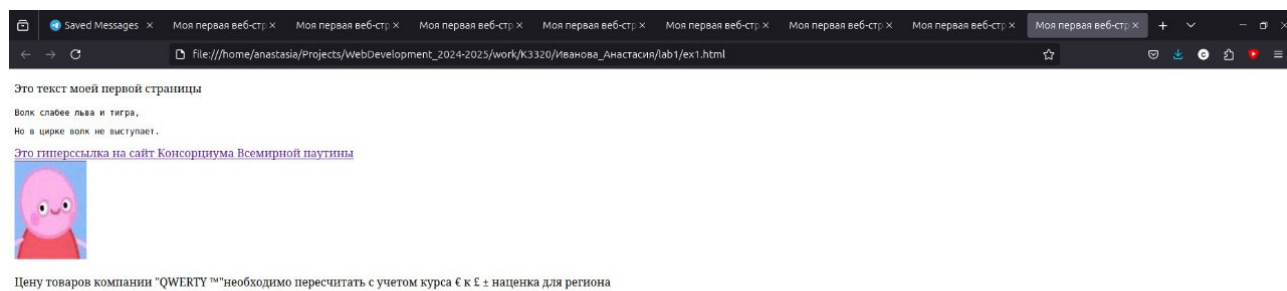 Saved Messages
Моя первая веб-стр
Моя первая веб-стр
Моя первая веб-стр
Моя первая веб-стр
Моя первая веб-стр
Моя первая веб-стр
Моя первая веб-стр
Моя первая веб-стр
file:///home/anastasia/Projects/WebDevelopment_2024-2025/work/K3320/Иванова_Анастасия/lab1/ex1.html
Это текст моей первой страницы
Волк слабее льва и тигра,
Но в цирке волк не выступает.
Это гиперссылка на сайт Консорциума Всемирной паутины
Цену товаров компании "QWERTY ™"необходимо пересчитать с учетом курса € к £ ± наценка для региона